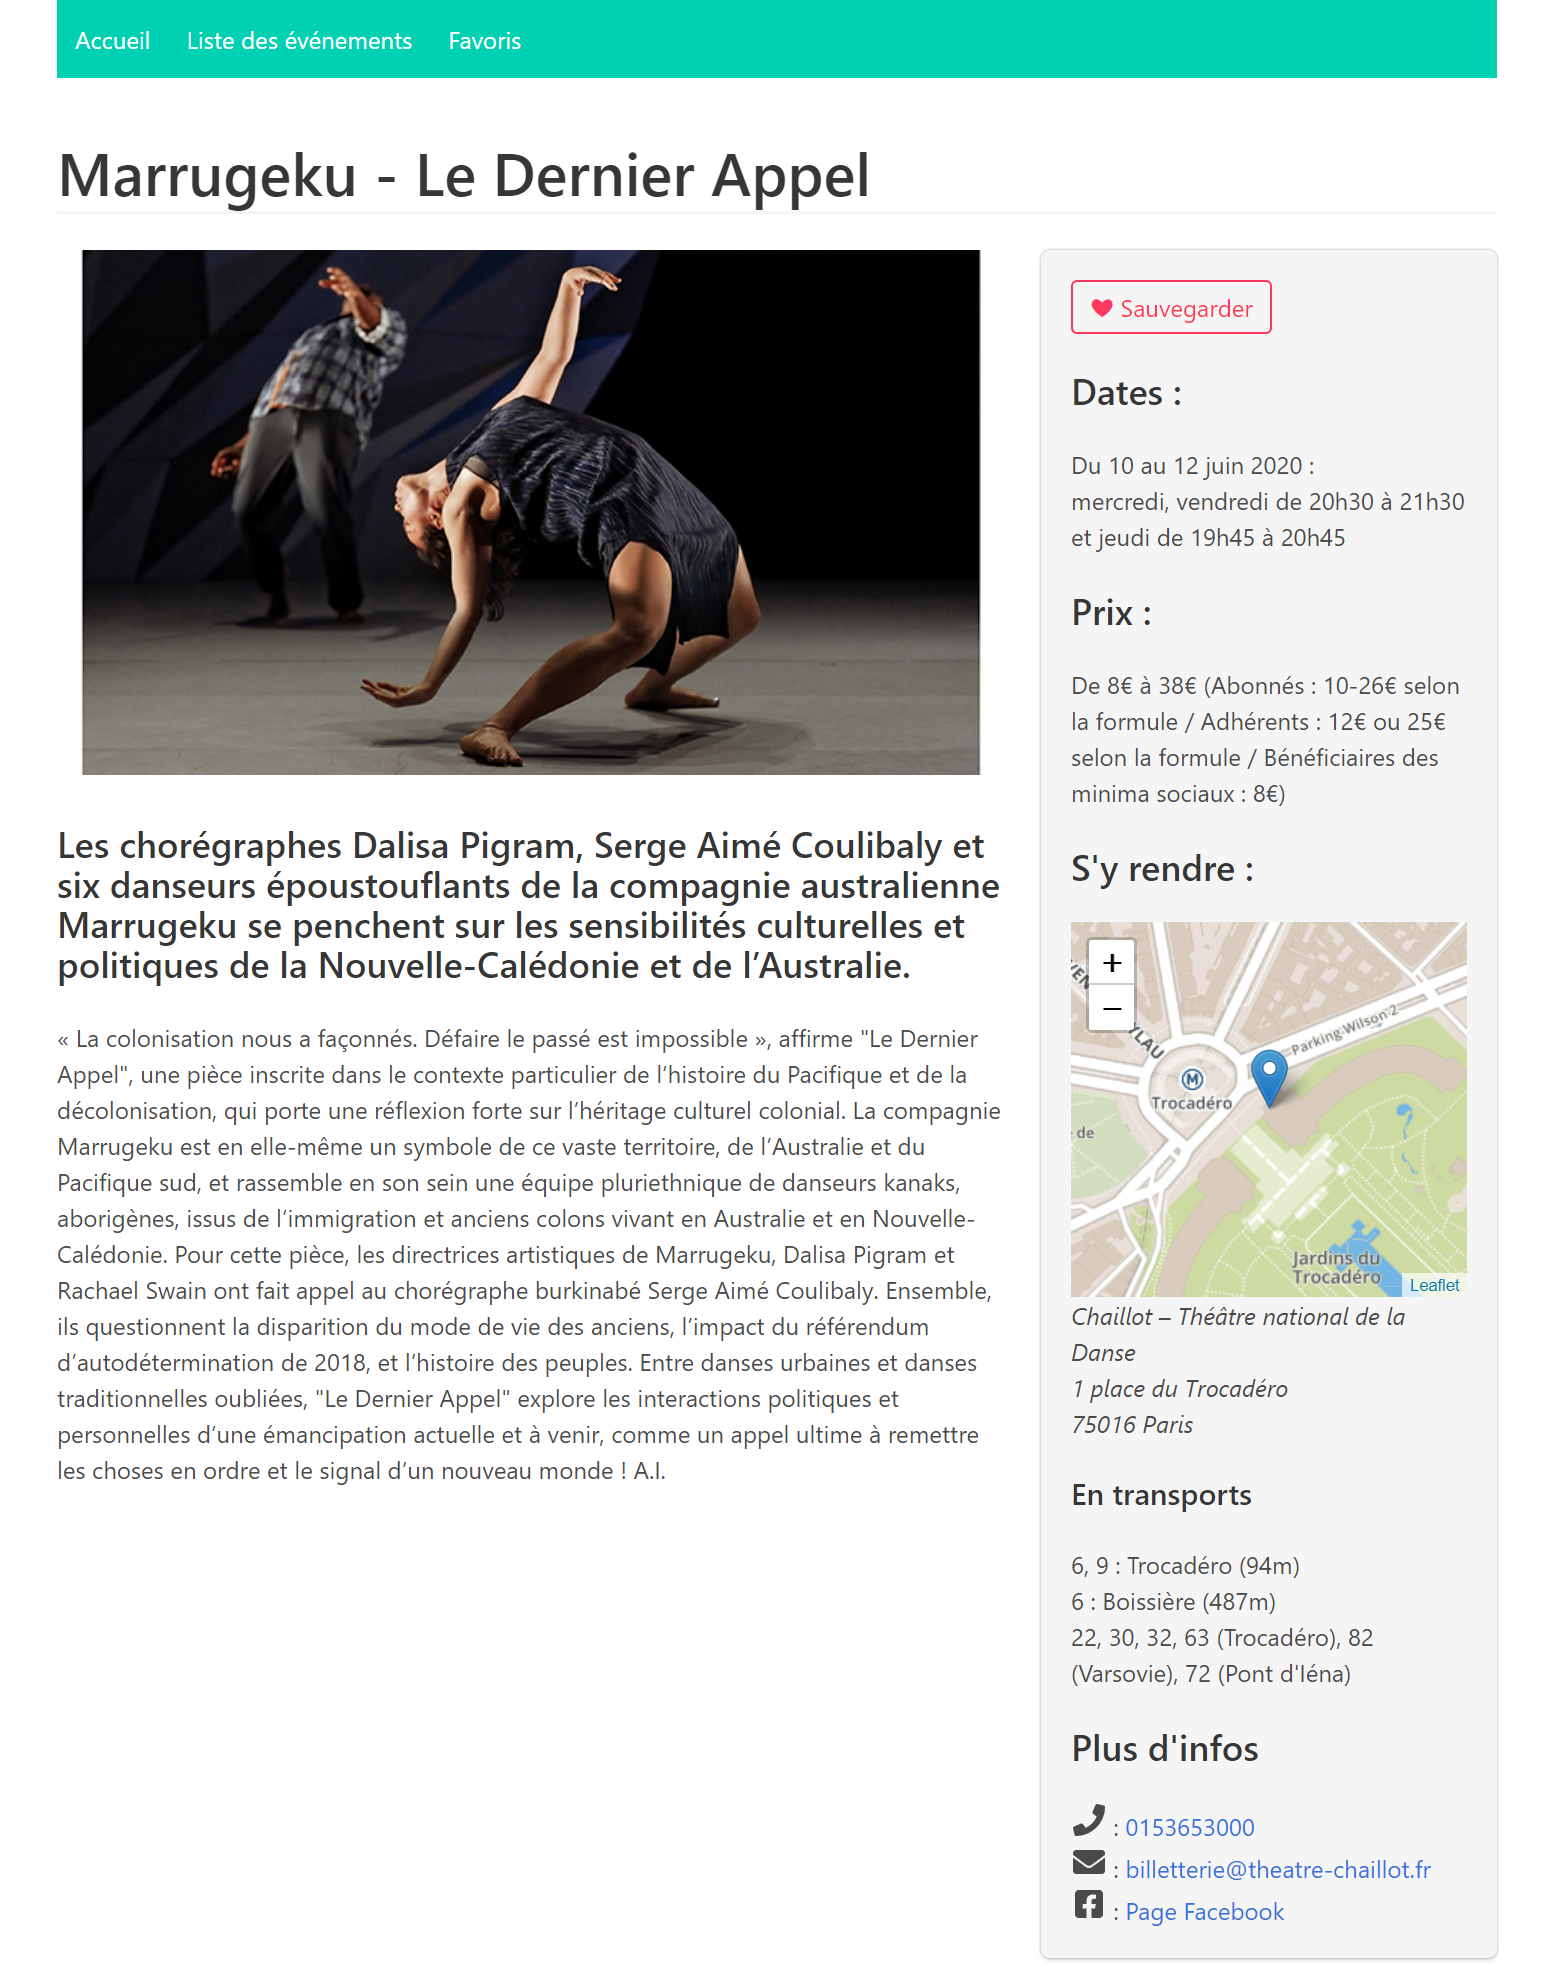 Accueil Liste des événements Favoris
Marrugeku - Le Dernier Appel
Les chorégraphes Dalisa Pigram, Serge Aimé Coulibaly et
six danseurs époustouflants de la compagnie australienne
Marrugeku se penchent sur les sensibilités culturelles et
politiques de la Nouvelle-Calédonie et de l’Australie.
« La colonisation nous a façonnés. Défaire le passé est impossible », affirme "Le Dernier
Appel", une pièce inscrite dans le contexte particulier de l’histoire du Pacifique et de la
décolonisation, qui porte une réflexion forte sur l’héritage culturel colonial. La compagnie
Marrugeku est en elle-même un symbole de ce vaste territoire, de l’Australie et du
Pacifique sud, et rassemble en son sein une équipe pluriethnique de danseurs kanaks,
aborigènes, issus de l’immigration et anciens colons vivant en Australie et en Nouvelle-
Calédonie. Pour cette pièce, les directrices artistiques de Marrugeku, Dalisa Pigram et
Rachael Swain ont fait appel au chorégraphe burkinabé Serge Aimé Coulibaly. Ensemble,
ils questionnent la disparition du mode de vie des anciens, l’impact du référendum
d’autodétermination de 2018, et l’histoire des peuples. Entre danses urbaines et danses
traditionnelles oubliées, "Le Dernier Appel" explore les interactions politiques et
personnelles d’une émancipation actuelle et à venir, comme un appel ultime à remettre
les choses en ordre et le signal d’un nouveau monde ! A.I.
Sauvegarder
Dates :
Du 10 au 12 juin 2020 :
mercredi, vendredi de 20h30 à 21h30
et jeudi de 19h45 à 20h45
Prix :
De 8€ à 38€ (Abonnés : 10-26€ selon
la formule / Adhérents : 12€ ou 25€
selon la formule / Bénéficiaires des
minima sociaux : 8€)
S'y rendre :
+
−
Parking Wilson 2
M
Trocadéro
de
Jardins du
Trocadéro
Leaflet
Chaillot – Théâtre national de la
Danse
1 place du Trocadéro
75016 Paris
En transports
6, 9 : Trocadéro (94m)
6 : Boissière (487m)
22, 30, 32, 63 (Trocadéro), 82
(Varsovie), 72 (Pont d'Iéna)
Plus d'infos
: 0153653000
: billetterie@theatre-chaillot.fr
: Page Facebook